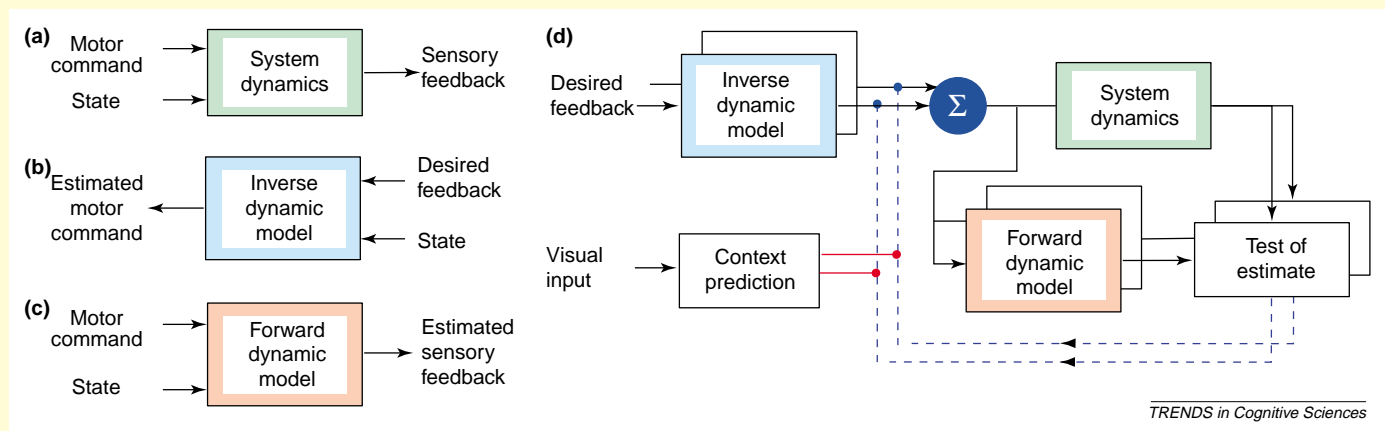 (a)
Motor
command
State
System
dynamics
Sensory
feedback
(b)
Estimated
motor
command
Inverse
dynamic
model
Desired
feedback
State
(c)
Motor
command
State
Forward
dynamic
model
Estimated
sensory
feedback
(d)
Desired
feedback
Inverse
dynamic
model
Σ
System
dynamics
Visual
input
Context
prediction
Forward
dynamic
model
Test of
estimate
TRENDS in Cognitive Sciences